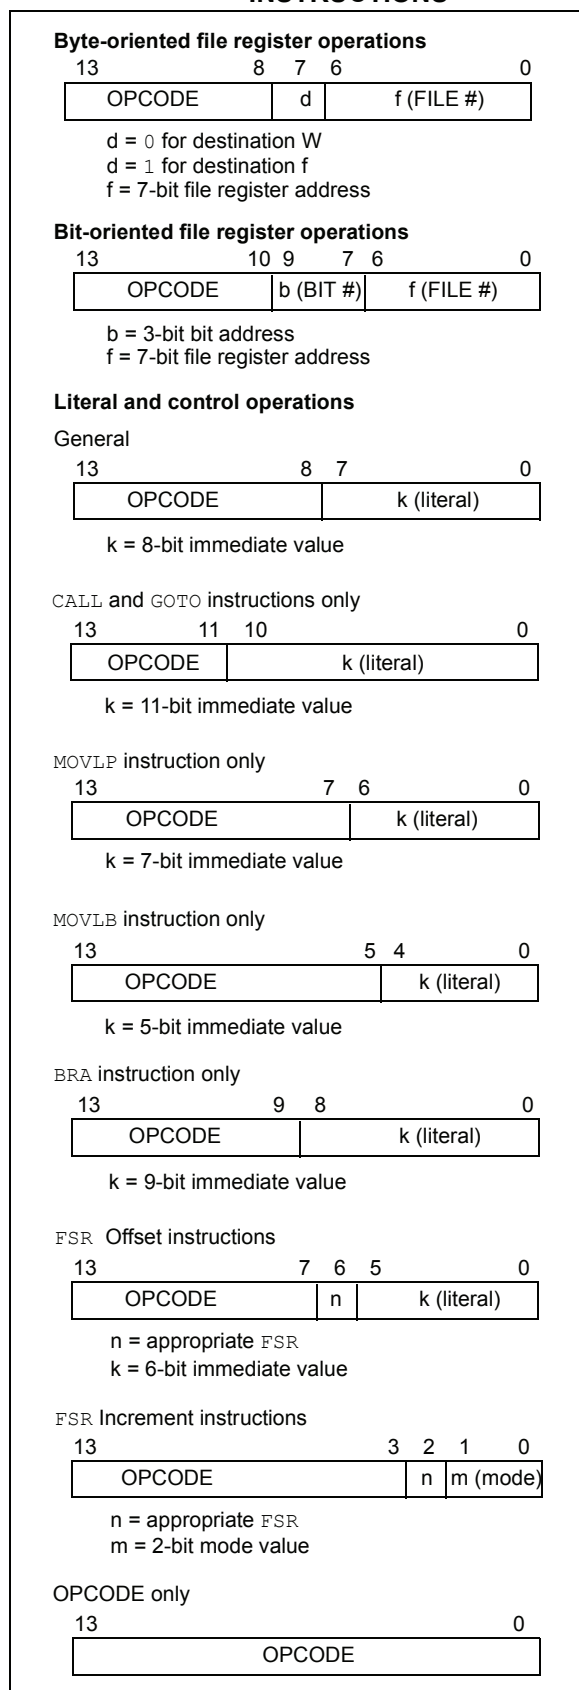 INSTRUCTIONS
Byte-oriented file register operations
13 8 7 6 0
OPCODE d f (FILE #)
d = 0 for destination W
d = 1 for destination f
f = 7-bit file register address
Bit-oriented file register operations
13 10 9 7 6 0
OPCODE b (BIT #) f (FILE #)
b = 3-bit bit address
f = 7-bit file register address
Literal and control operations
General
13 8 7 0
OPCODE k (literal)
k = 8-bit immediate value
CALL and GOTO instructions only
13 11 10 0
OPCODE k (literal)
k = 11-bit immediate value
MOVLP instruction only
13 7 6 0
OPCODE k (literal)
k = 7-bit immediate value
MOVLB instruction only
13 5 4 0
OPCODE k (literal)
k = 5-bit immediate value
BRA instruction only
13 9 8 0
OPCODE k (literal)
k = 9-bit immediate value
FSR Offset instructions
13 7 6 5 0
OPCODE n k (literal)
n = appropriate FSR
k = 6-bit immediate value
FSR Increment instructions
13 3 2 1 0
OPCODE n m (mode)
n = appropriate FSR
m = 2-bit mode value
OPCODE only
13 0
OPCODE